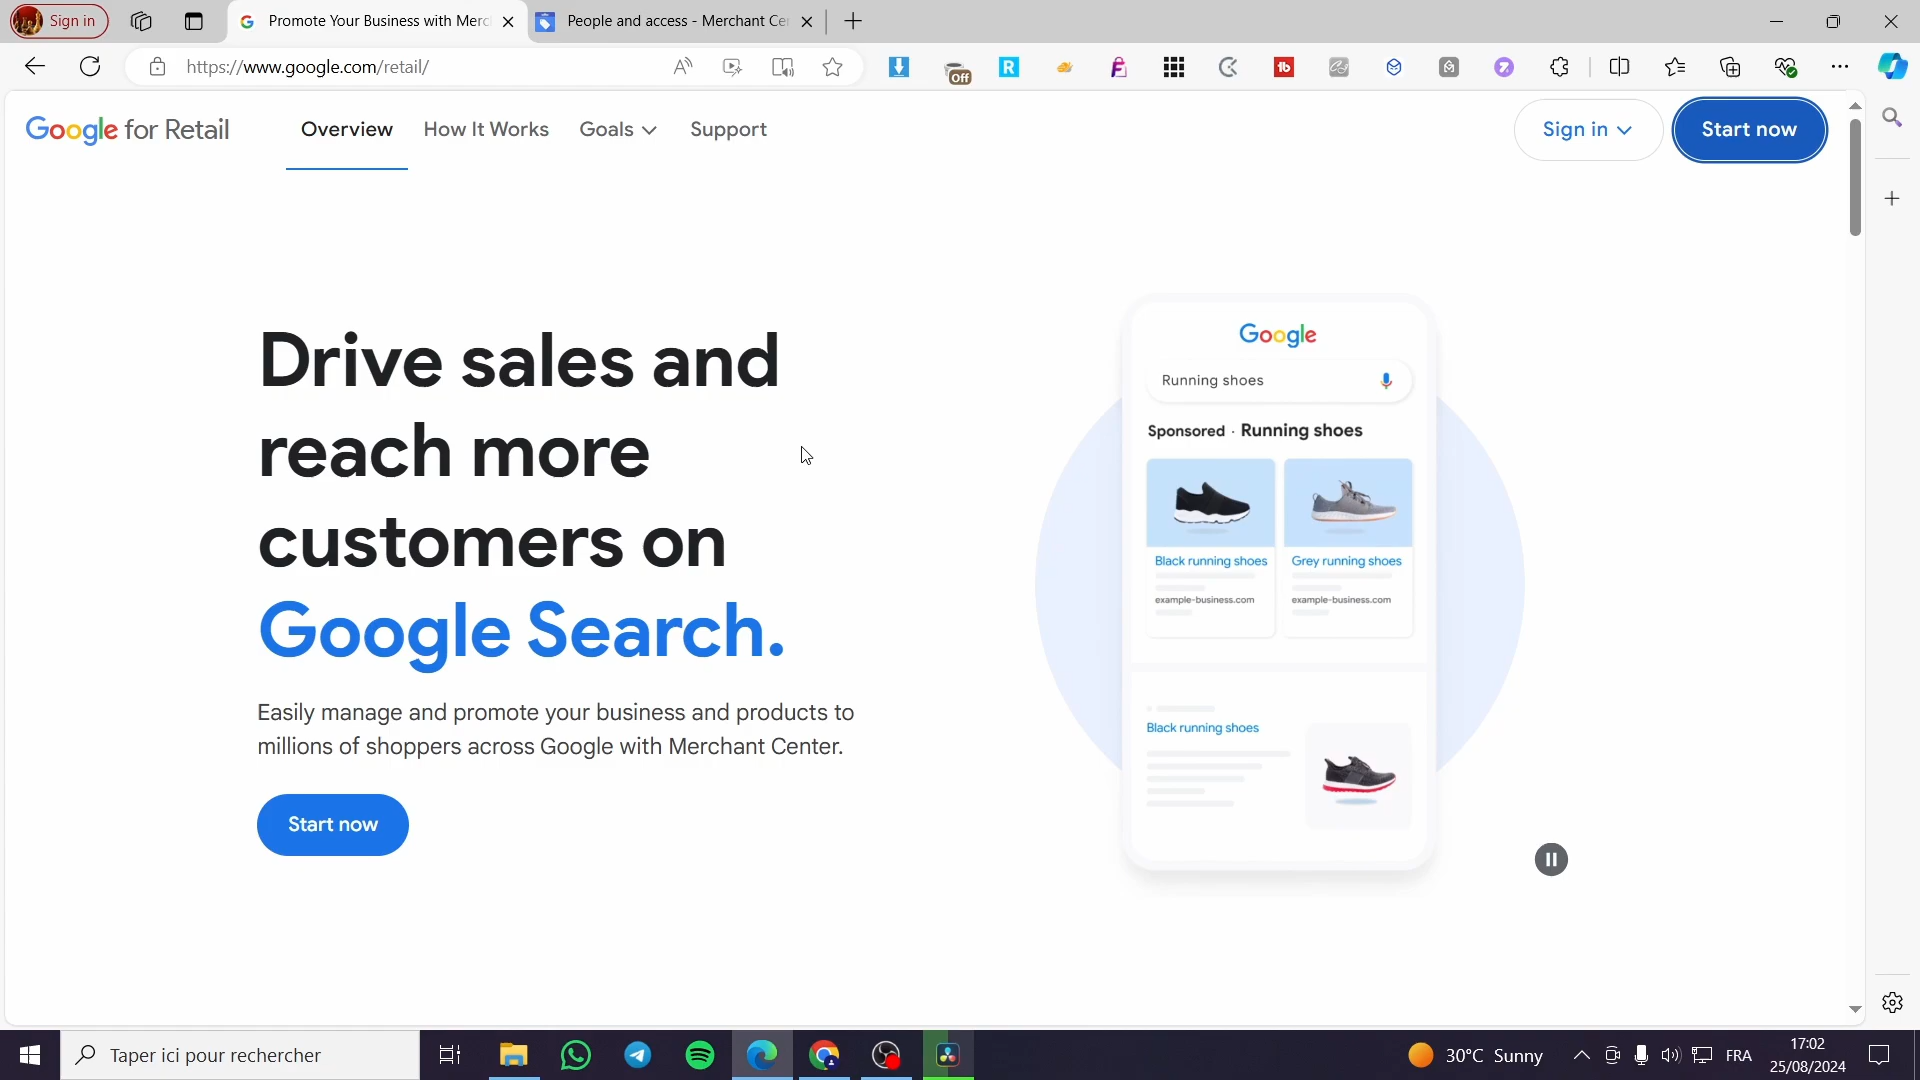 Sign in
Promote Your Business with Merc
People and access - Merchant Ce
https://www.google.com/retail/
Off
R
Google for Retail
Overview
How It Works
Goals
Support
Sign in
Start now
Drive sales and
reach more
customers on
Google Search.
Easily manage and promote your business and products to
millions of shoppers across Google with Merchant Center.
Start now
Google
Running shoes
Sponsored · Running shoes
Black running shoes
Grey running shoes
example-business.com
example-business.com
Black running shoes
Taper ici pour rechercher
30°C Sunny
FRA
17:02
25/08/2024